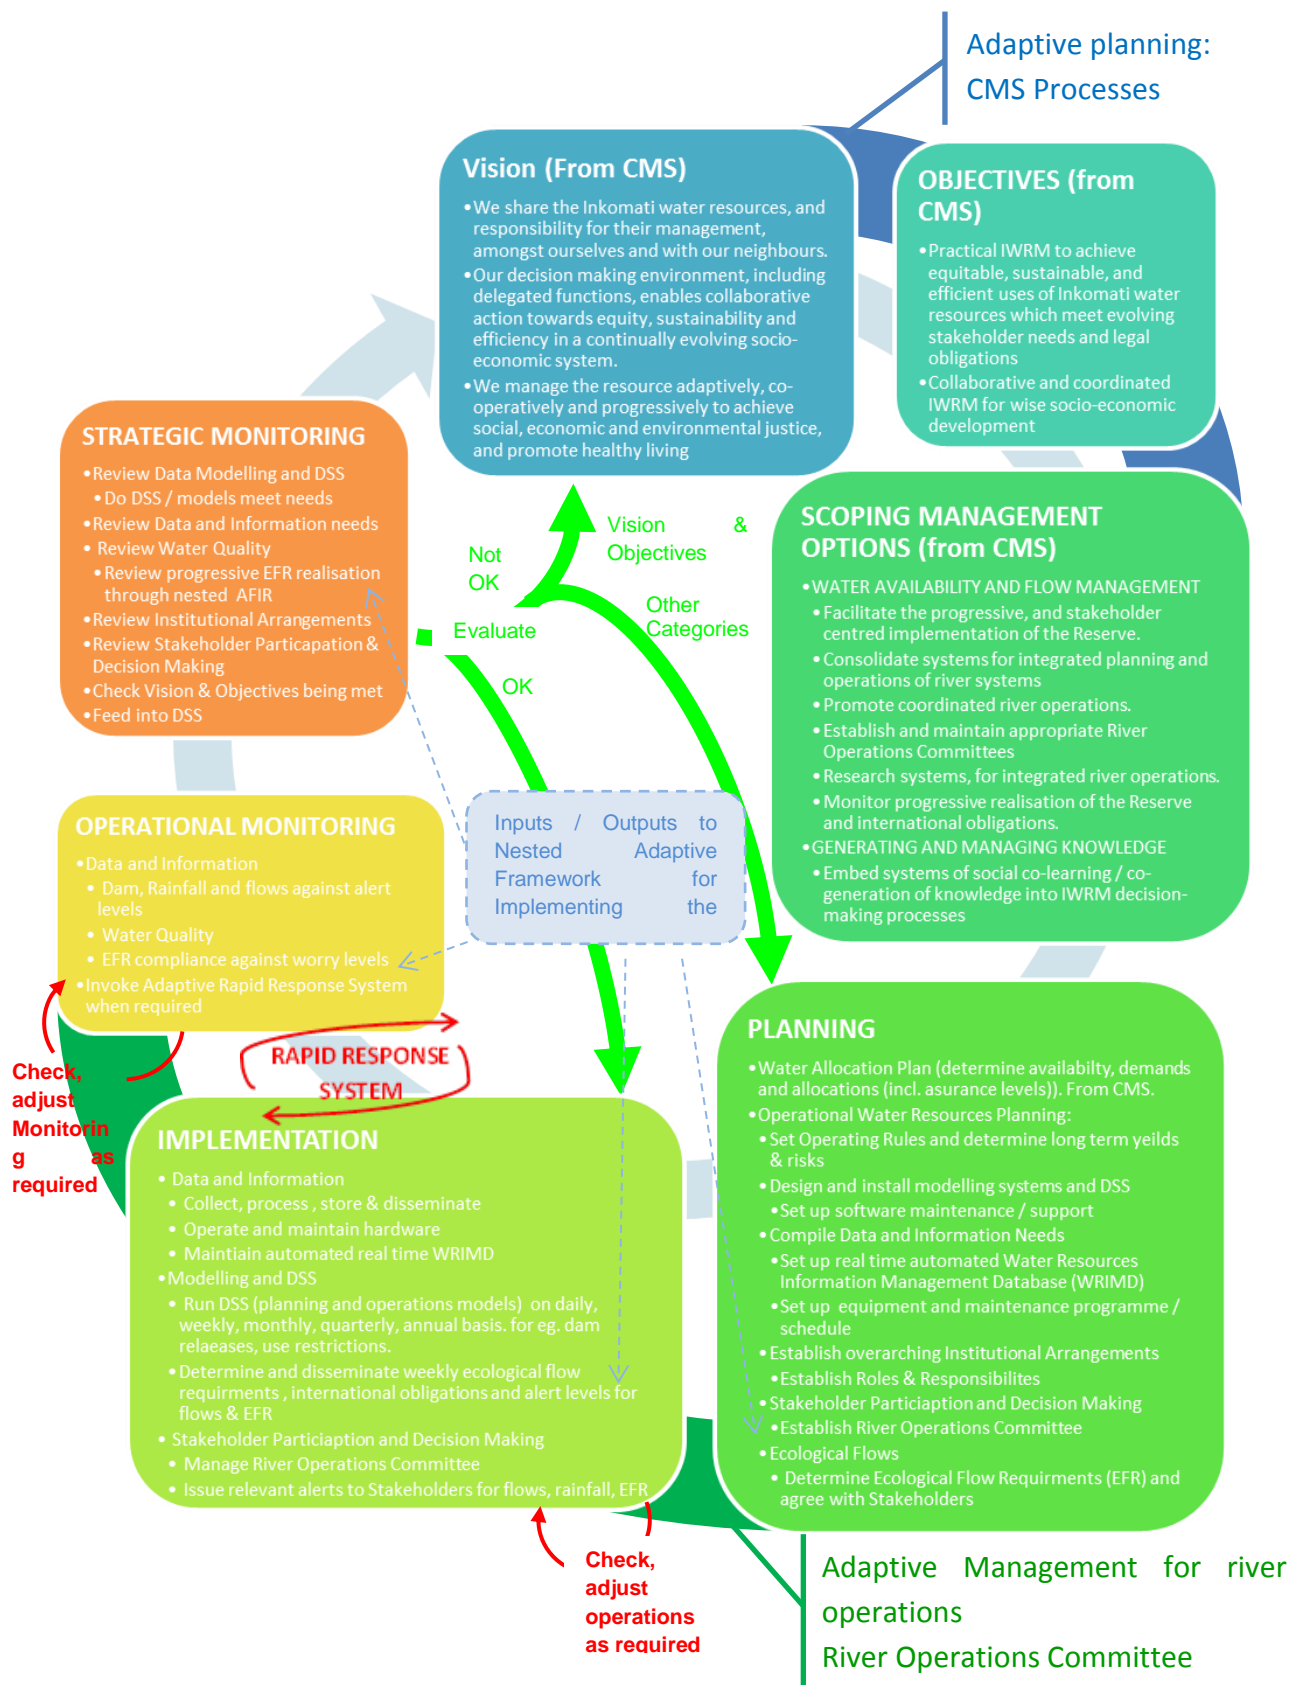 Adaptive planning:
CMS Processes
Vision (From CMS)
•We share the Inkomati water resources, and
responsibility for their management,
amongst ourselves and with our neighbours.
•Our decision making environment, including
delegated functions, enables collaborative
action towards equity, sustainability and
efficiency in a continually evolving socio-
economic system.
•We manage the resource adaptively, co-
operatively and progressively to achieve
social, economic and environmental justice,
and promote healthy living
OBJECTIVES (from
CMS)
•Practical IWRM to achieve
equitable, sustainable, and
efficient uses of Inkomati water
resources which meet evolving
stakeholder needs and legal
obligations
•Collaborative and coordinated
IWRM for wise socio-economic
development
SCOPING MANAGEMENT
OPTIONS (from CMS)
•WATER AVAILABILITY AND FLOW MANAGEMENT
•Facilitate the progressive, and stakeholder
centred implementation of the Reserve.
•Consolidate systems for integrated planning and
operations of river systems
•Promote coordinated river operations.
•Establish and maintain appropriate River
Operations Committees
•Research systems, for integrated river operations.
•Monitor progressive realisation of the Reserve
and international obligations.
•GENERATING AND MANAGING KNOWLEDGE
•Embed systems of social co-learning / co-
generation of knowledge into IWRM decision-
making processes
STRATEGIC MONITORING
•Review Data Modelling and DSS
•Do DSS / models meet needs
•Review Data and Information needs
• Review Water Quality
•Review progressive EFR realisation
through nested AFIR
•Review Institutional Arrangements
•Review Stakeholder Particapation &
Decision Making
•Check Vision & Objectives being met
•Feed into DSS
Vision &
Objectives
Not
OK
Other
Categories
Evaluate
OK
Inputs / Outputs to
Nested Adaptive
Framework for
Implementing the
OPERATIONAL MONITORING
•Data and Information
• Dam, Rainfall and flows against alert
levels
• Water Quality
• EFR compliance against worry levels
•Invoke Adaptive Rapid Response System
when required
Check,
adjust
Monitorin
g as
required
RAPID RESPONSE
SYSTEM
PLANNING
•Water Allocation Plan (determine availabilty, demands
and allocations (incl. asurance levels)). From CMS.
•Operational Water Resources Planning:
•Set Operating Rules and determine long term yeilds
& risks
•Design and install modelling systems and DSS
•Set up software maintenance / support
•Compile Data and Information Needs
•Set up real time automated Water Resources
Information Management Database (WRIMD)
•Set up equipment and maintenance programme /
schedule
•Establish overarching Institutional Arrangements
•Establish Roles & Responsibilites
•Stakeholder Particiaption and Decision Making
•Establish River Operations Committee
•Ecological Flows
• Determine Ecological Flow Requirments (EFR) and
agree with Stakeholders
IMPLEMENTATION
• Data and Information
• Collect, process , store & disseminate
• Operate and maintain hardware
• Maintiain automated real time WRIMD
•Modelling and DSS
• Run DSS (planning and operations models) on daily,
weekly, monthly, quarterly, annual basis. for eg. dam
relaeases, use restrictions.
•Determine and disseminate weekly ecological flow
requirments , international obligations and alert levels for
flows & EFR
• Stakeholder Particiaption and Decision Making
• Manage River Operations Committee
• Issue relevant alerts to Stakeholders for flows, rainfall, EFR
Check,
adjust
operations
as required
Adaptive Management for river
operations
River Operations Committee